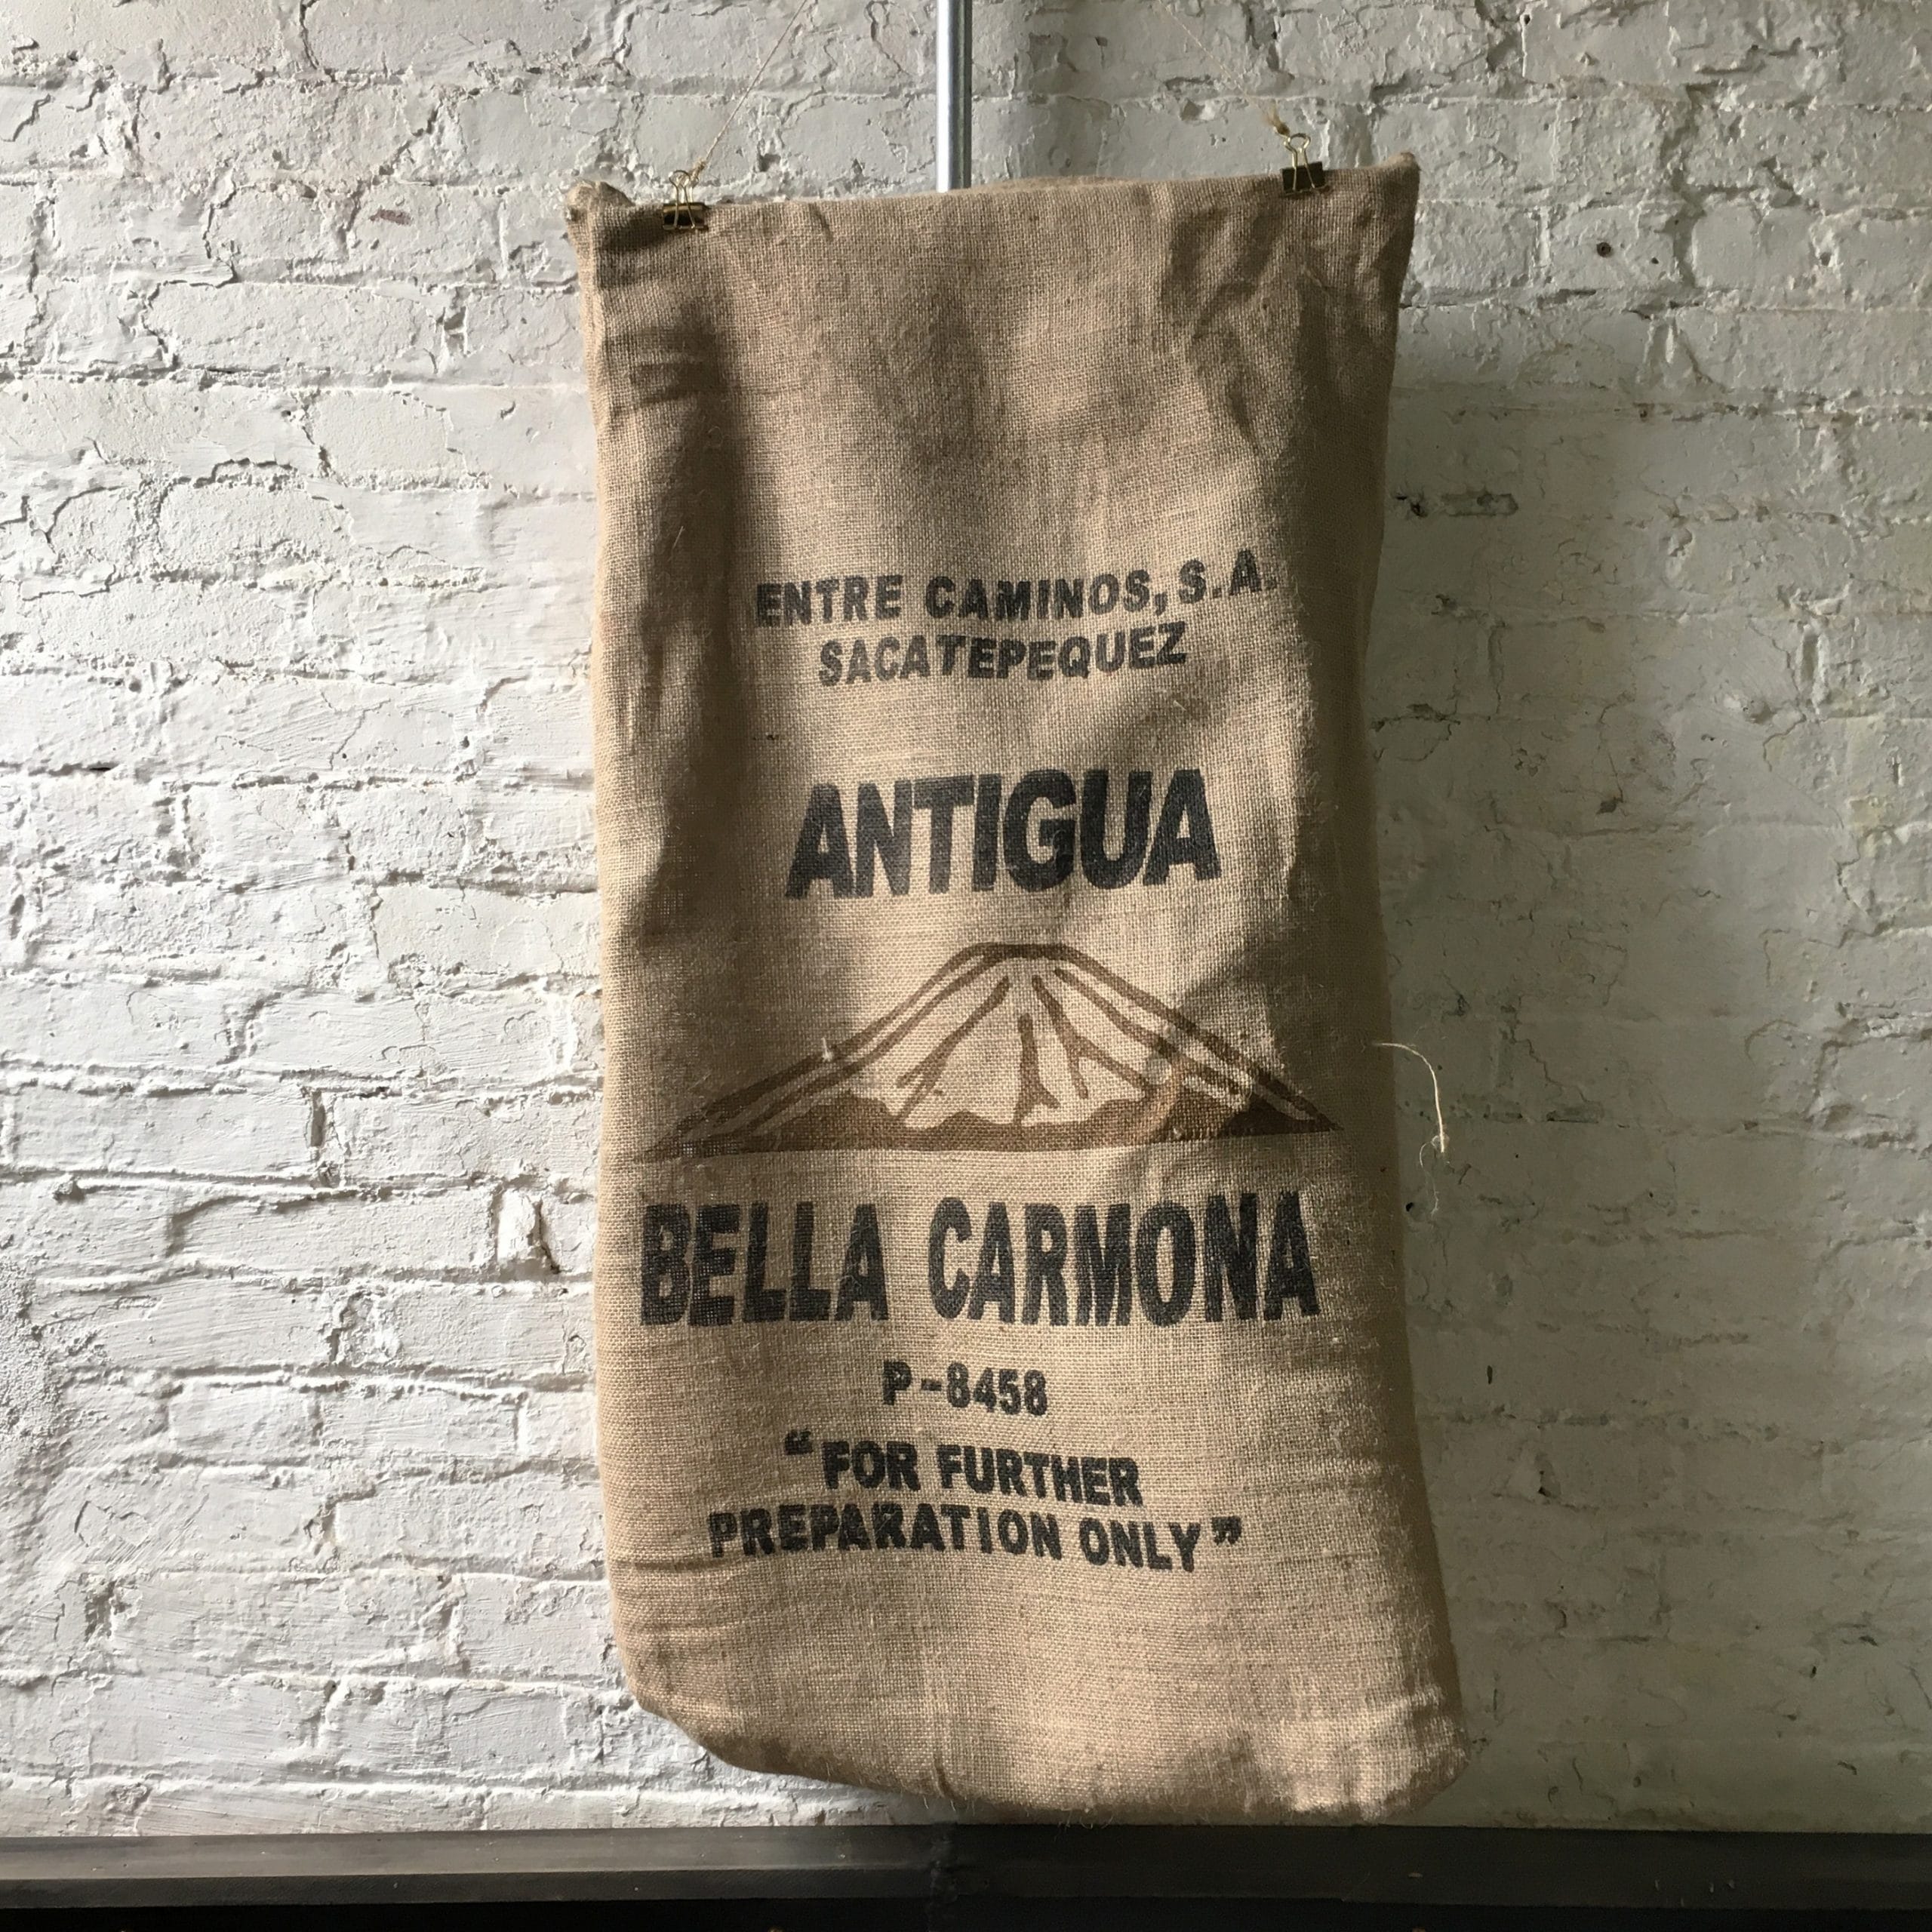 ENTRE CAMINOS, S.A.
SACATEPEQUEZ
ANTIGUA
BELLA CARMONA
P-8458
“FOR FURTHER
PREPARATION ONLY”